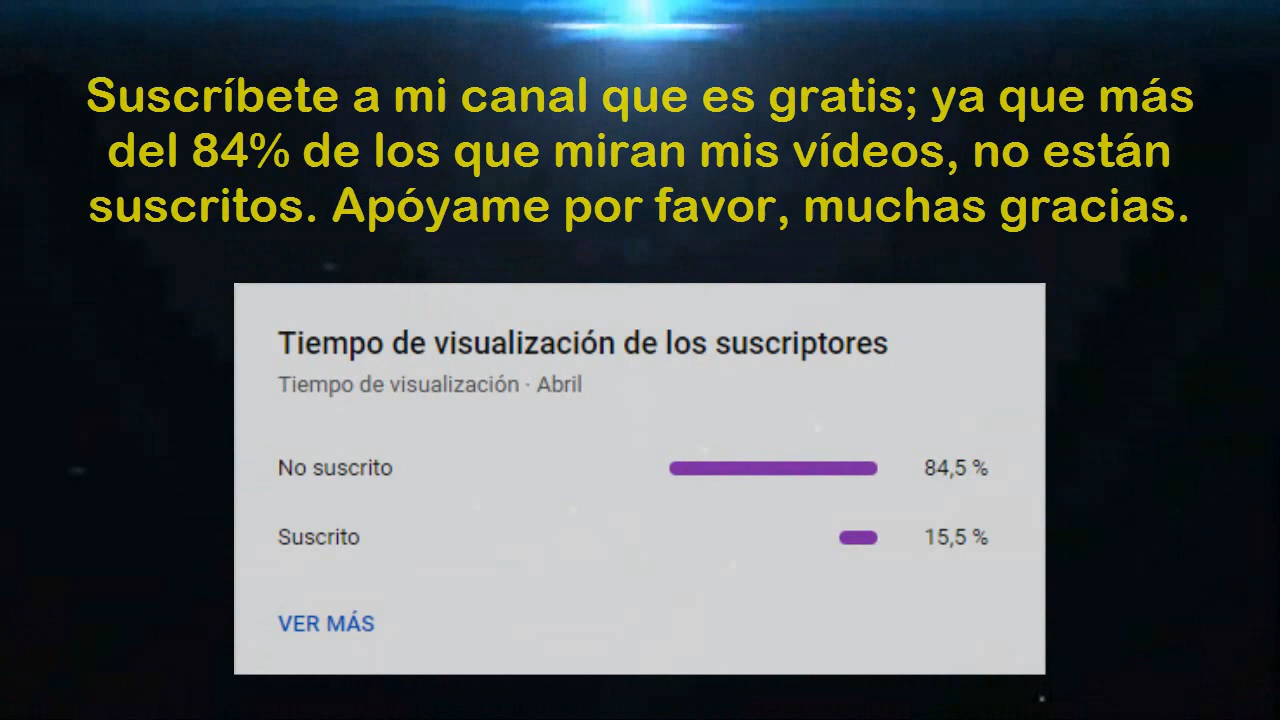 Suscríbete a mi canal que es gratis; ya que más
del 84% de los que miran mis vídeos, no están
suscritos. Apóyame por favor, muchas gracias.
Tiempo de visualización de los suscriptores
Tiempo de visualización · Abril
No suscrito 84,5 %
Suscrito 15,5 %
VER MÁS